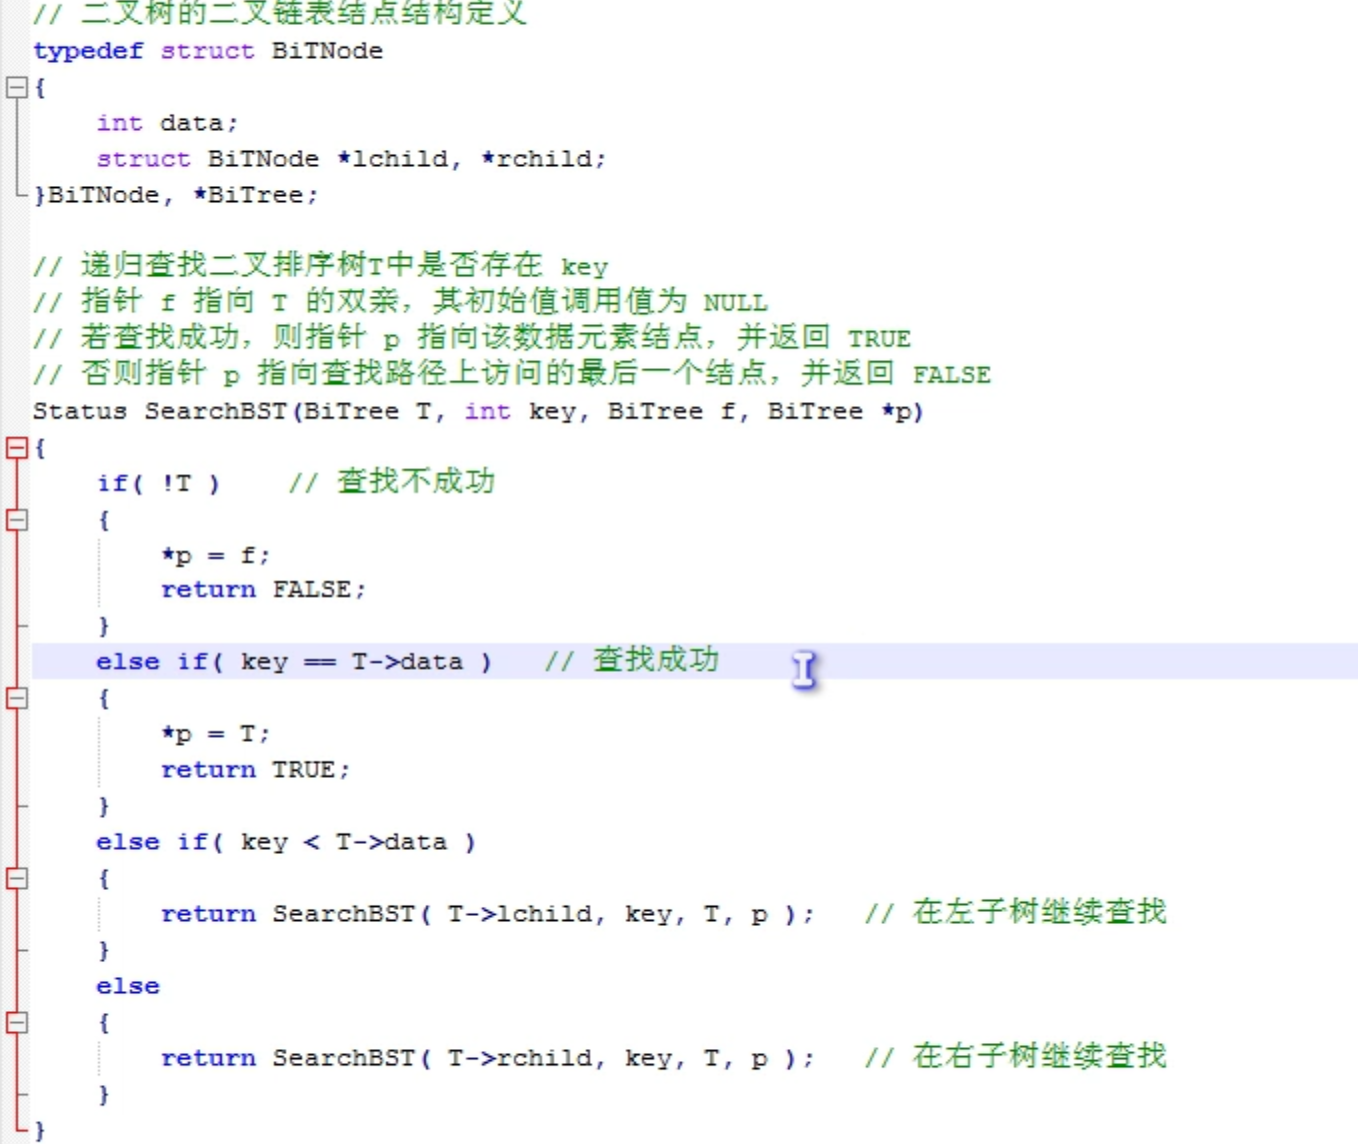 // 二叉树的二叉链表结点结构定义
typedef struct BiTNode
{
    int data;
    struct BiTNode *lchild, *rchild;
}BiTNode, *BiTree;

// 递归查找二叉排序树T中是否存在 key
// 指针 f 指向 T 的双亲，其初始值调用值为 NULL
// 若查找成功，则指针 p 指向该数据元素结点，并返回 TRUE
// 否则指针 p 指向查找路径上访问的最后一个结点，并返回 FALSE
Status SearchBST(BiTree T, int key, BiTree f, BiTree *p)
{
    if( !T )    // 查找不成功
    {
        *p = f;
        return FALSE;
    }
    else if( key == T->data )   // 查找成功
    {
        *p = T;
        return TRUE;
    }
    else if( key < T->data )
    {
        return SearchBST( T->lchild, key, T, p );   // 在左子树继续查找
    }
    else
    {
        return SearchBST( T->rchild, key, T, p );   // 在右子树继续查找
    }
}